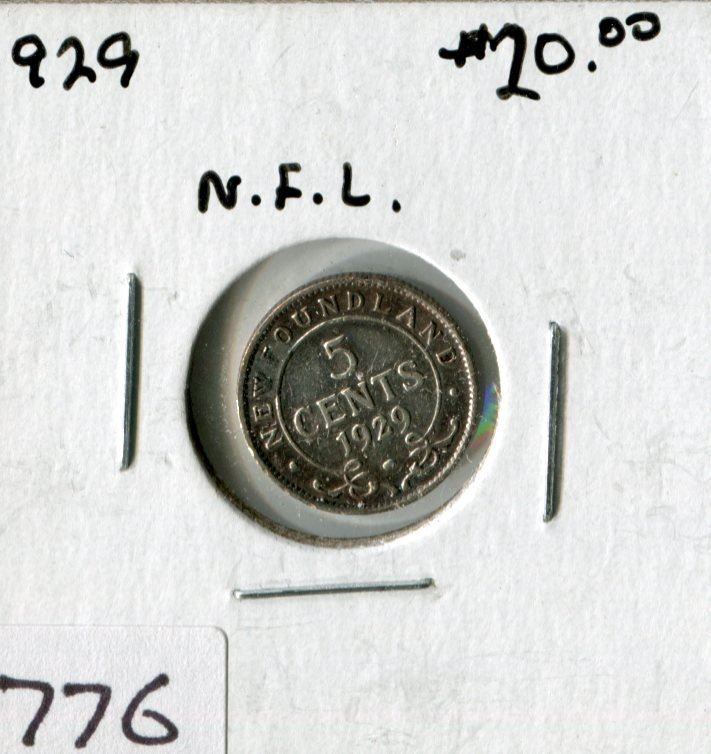 929 $20.00
N.F.L.
NEWFOUNDLAND
5
CENTS
1929
776